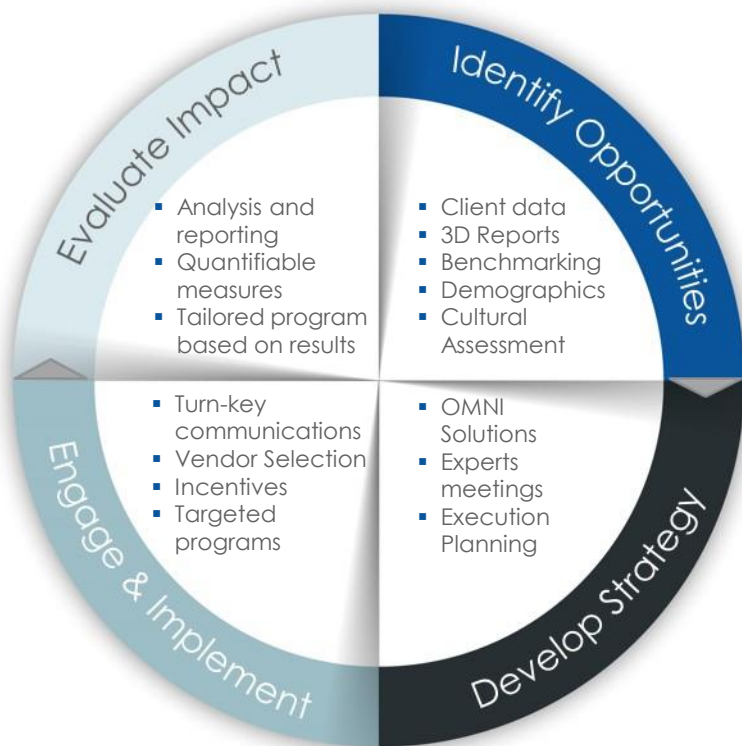 Evaluate Impact
▪ Analysis and
reporting
▪ Quantifiable
measures
▪ Tailored program
based on results
Identify Opportunities
▪ Client data
▪ 3D Reports
▪ Benchmarking
▪ Demographics
▪ Cultural
Assessment
Engage & Implement
▪ Turn-key
communications
▪ Vendor Selection
▪ Incentives
▪ Targeted
programs
Develop Strategy
▪ OMNI
Solutions
▪ Experts
meetings
▪ Execution
Planning